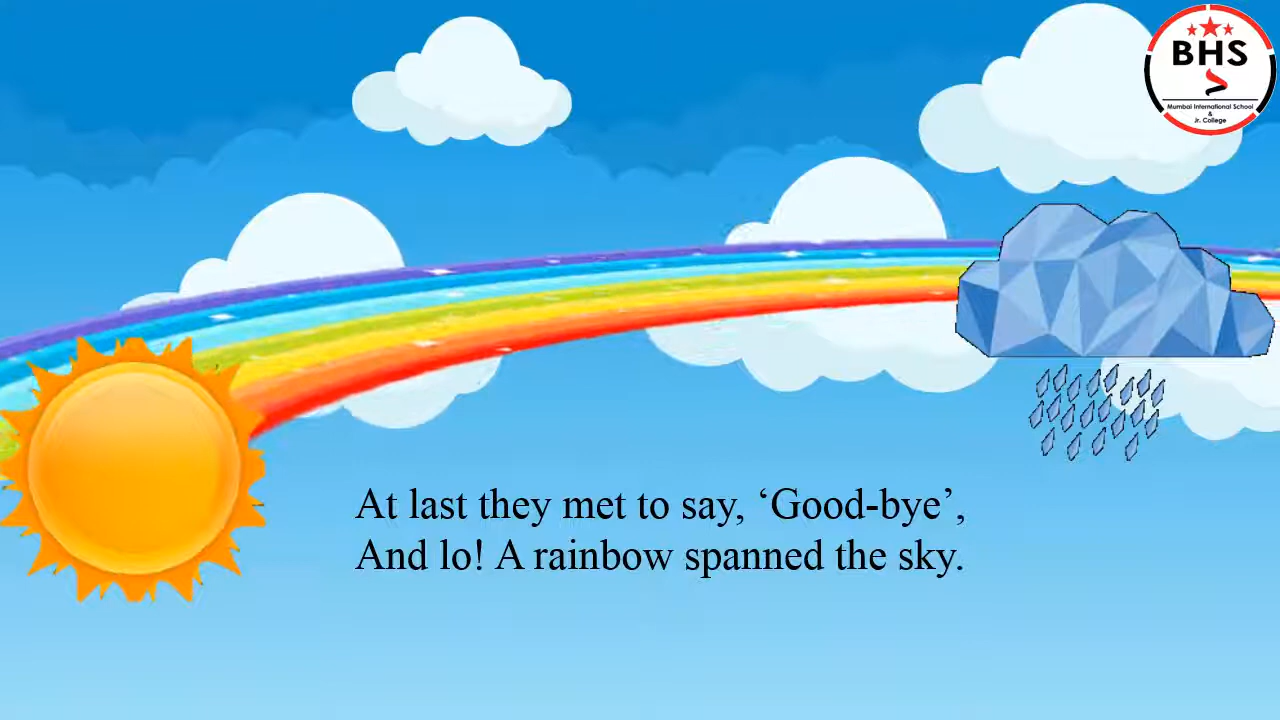 BHS
Mumbai International School
&
Jr. College
At last they met to say, ‘Good-bye’,
And lo! A rainbow spanned the sky.